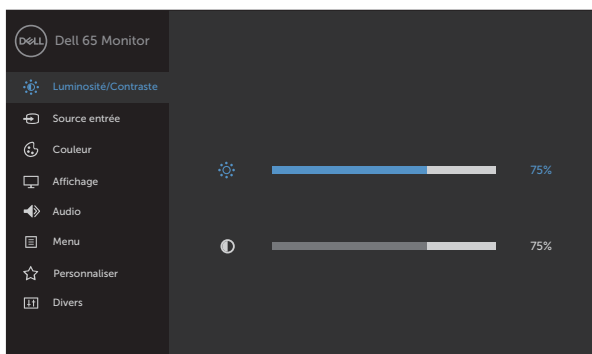 DELL Dell 65 Monitor
Luminosité/Contraste
Source entrée
Couleur
Affichage
75%
Audio
Menu
75%
Personnaliser
Divers